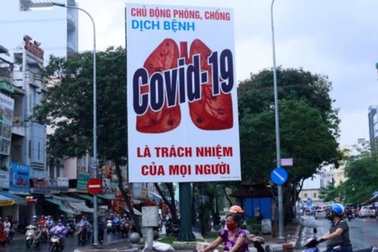 CHỦ ĐỘNG PHÒNG, CHỐNG
DỊCH BỆNH
Covid-19
LÀ TRÁCH NHIỆM
CỦA MỌI NGƯỜI